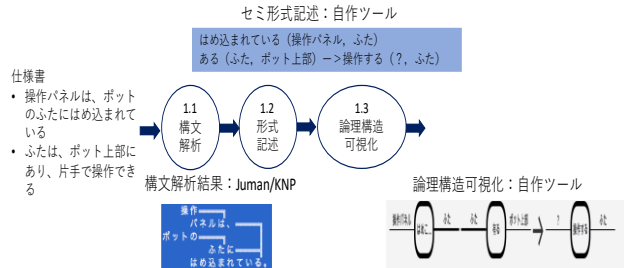 セミ形式記述：自作ツール
はめ込まれている（操作パネル，ふた）
ある（ふた，ポット上部）ー＞操作する（？，ふた）
仕様書
• 操作パネルは、ポット
のふたにはめ込まれて
いる
• ふたは、ポット上部に
あり、片手で操作でき
る
1.1
構文
解析
1.2
形式
記述
1.3
論理構造
可視化
構文解析結果：Juman/KNP
操作
パネルは、
ポットの
ふたに
はめ込まれている。
論理構造可視化：自作ツール
操作パネル はめこ... ふた ふた 有る ポット上部 ? 操作する ふた